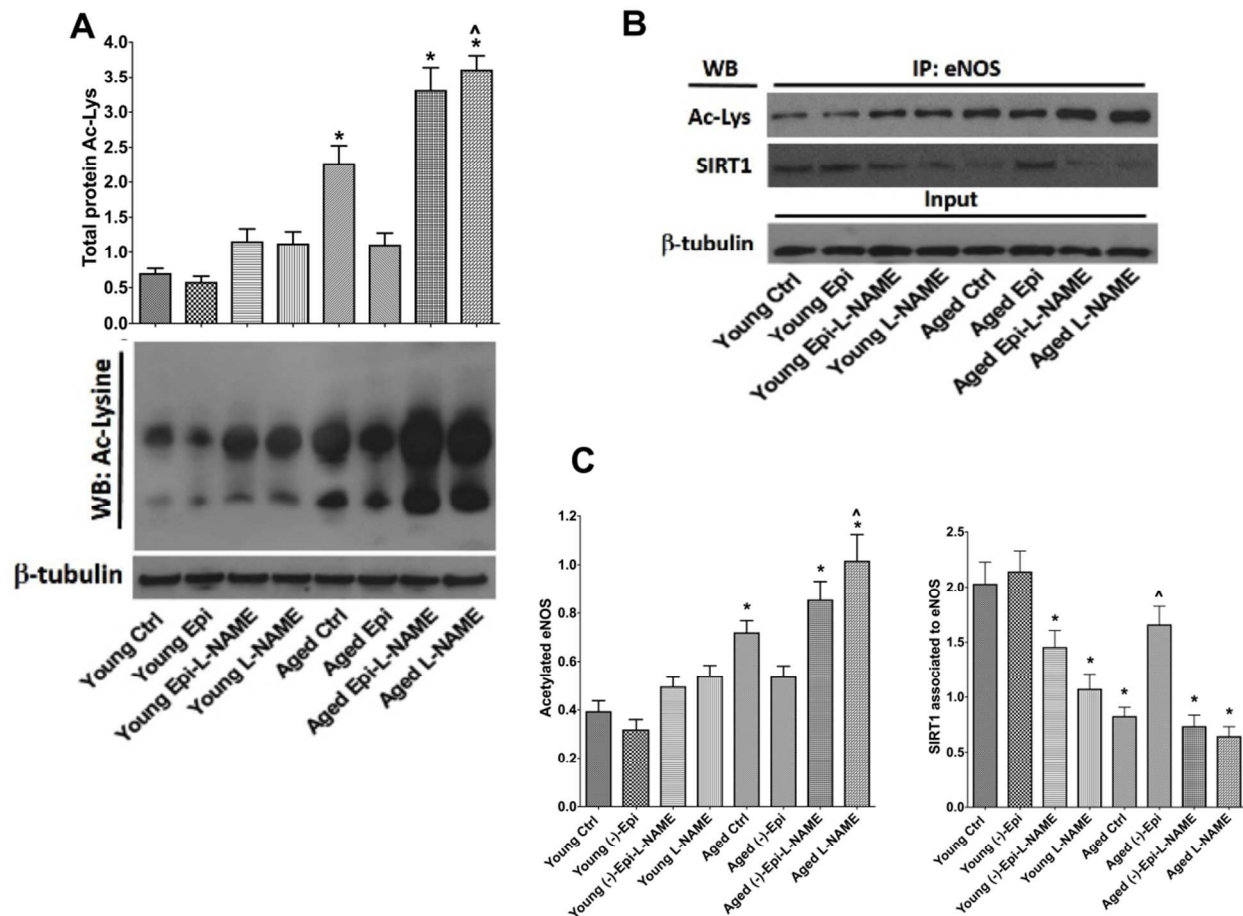 A
Total protein Ac-Lys
4.0
3.5
3.0
2.5
2.0
1.5
1.0
0.5
0.0
*
*
^
*
WB: Ac-Lysine
β-tubulin
Young Ctrl
Young Epi
Young Epi-L-NAME
Young L-NAME
Aged Ctrl
Aged Epi
Aged Epi-L-NAME
Aged L-NAME
B
WB IP: eNOS
Ac-Lys
SIRT1
Input
β-tubulin
Young Ctrl
Young Epi
Young Epi-L-NAME
Young L-NAME
Aged Ctrl
Aged Epi
Aged Epi-L-NAME
Aged L-NAME
C
Acetylated eNOS
1.2
1.0
0.8
0.6
0.4
0.2
0.0
*
*
^
*
Young Ctrl
Young (-)-Epi
Young (-)-Epi-L-NAME
Young L-NAME
Aged Ctrl
Aged (-)-Epi
Aged (-)-Epi-L-NAME
Aged L-NAME
SIRT1 associated to eNOS
2.5
2.0
1.5
1.0
0.5
0.0
*
*
*
^
*
*
Young Ctrl
Young (-)-Epi
Young (-)-Epi-L-NAME
Young L-NAME
Aged Ctrl
Aged (-)-Epi
Aged (-)-Epi-L-NAME
Aged L-NAME